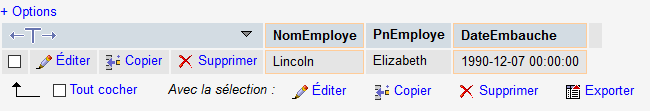 + Options
NomEmploye PnEmploye DateEmbauche
Éditer Copier Supprimer Lincoln Elizabeth 1990-12-07 00:00:00
Tout cocher Avec la sélection : Éditer Copier Supprimer Exporter